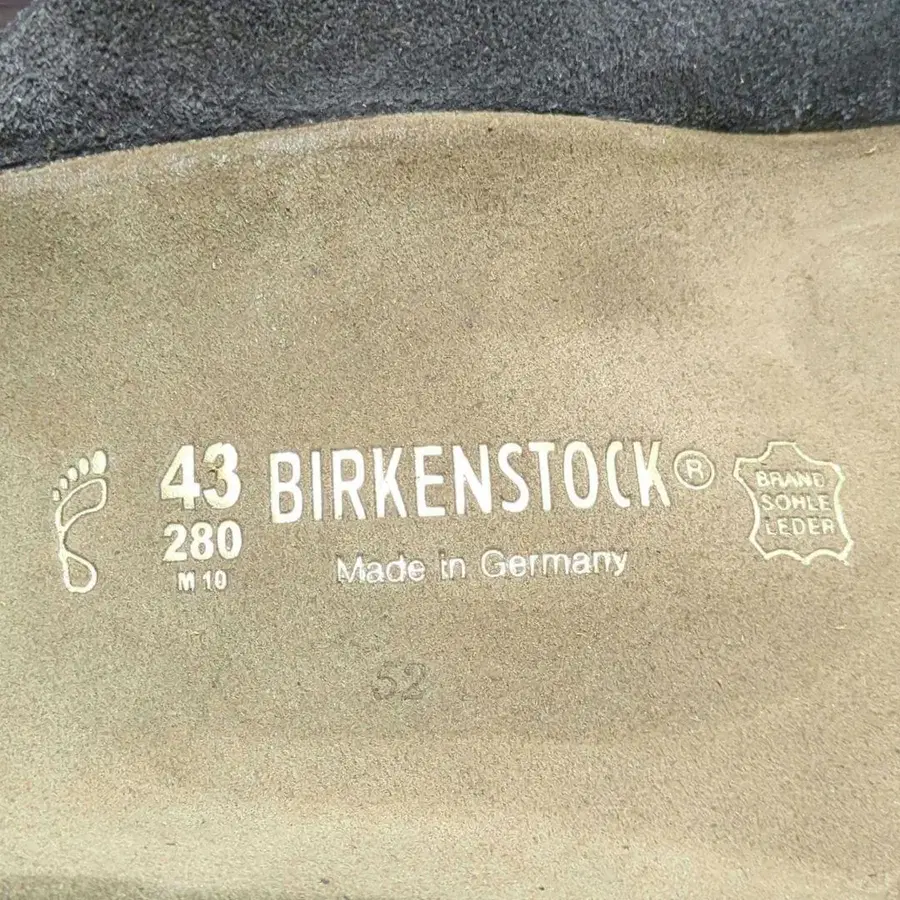 43
280
M 10
BIRKENSTOCK®
Made in Germany
BRAND
SOHLE
LEDER
52